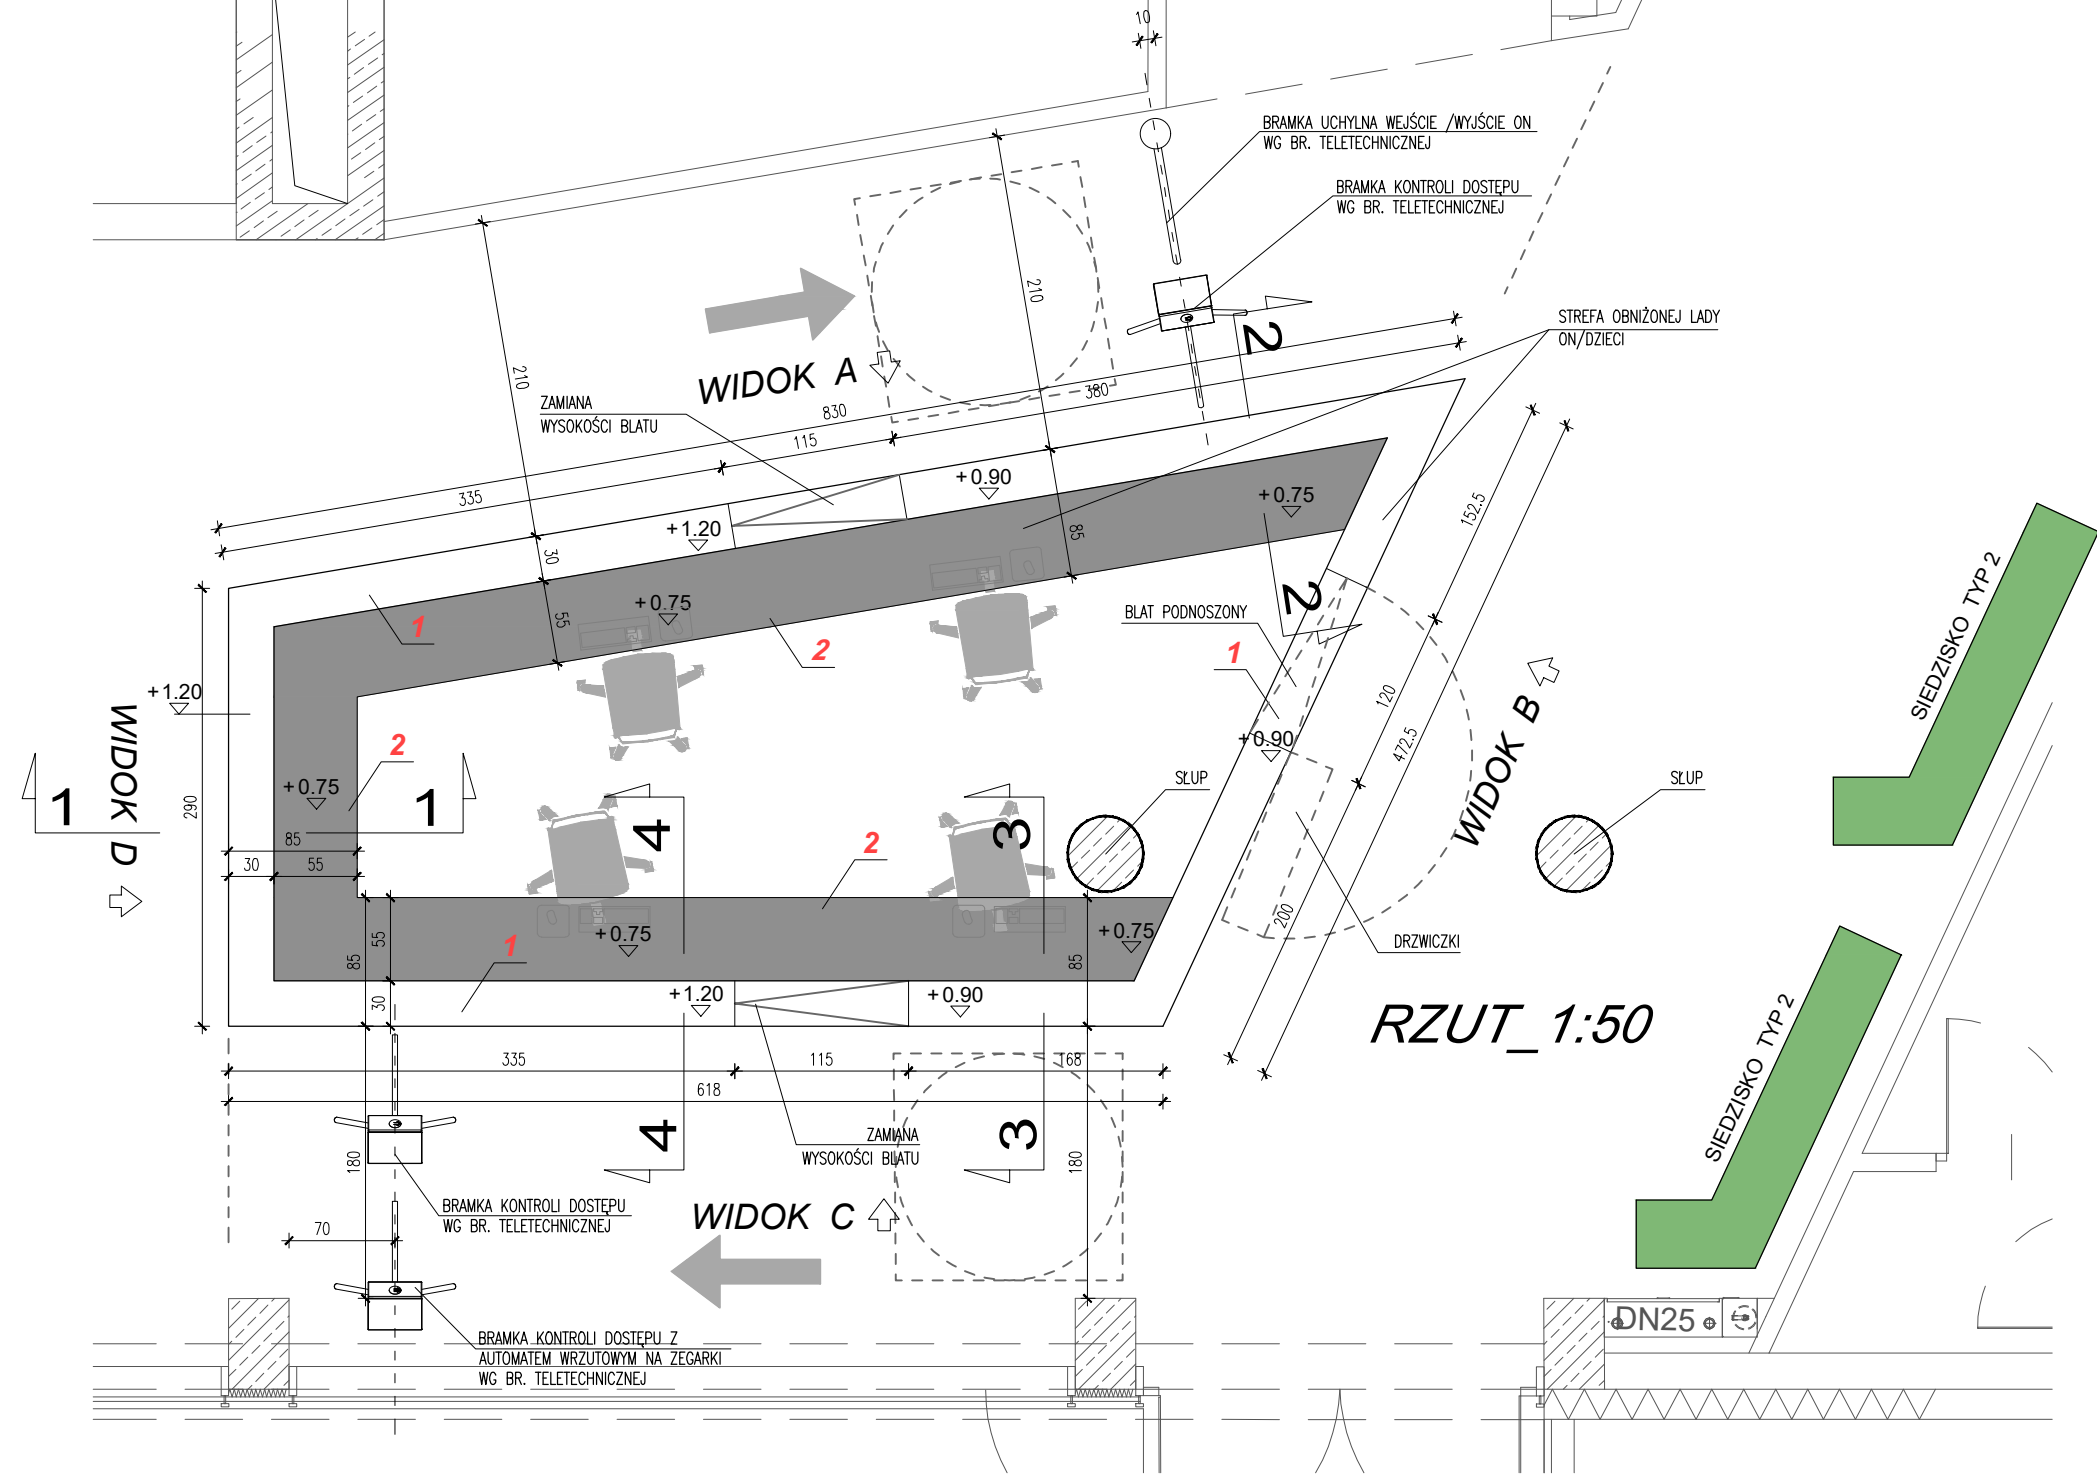 10
BRAMKA UCHYLNA WEJŚCIE /WYJŚCIE ON
WG BR. TELETECHNICZNEJ
BRAMKA KONTROLI DOSTĘPU
WG BR. TELETECHNICZNEJ
210
210
2
STREFA OBNIŻONEJ LADY
ON/DZIECI
WIDOK A
380
830
115
335
ZAMIANA
WYSOKOŚCI BLATU
+0.90
+0.75
+1.20
30
85
152.5
55
+0.75
1
2
2
BLAT PODNOSZONY
1
SIEDZISKO TYP 2
+1.20
120
WIDOK D
2
+0.90
472.5
WIDOK B
+0.75
1
1
290
SŁUP
SŁUP
85
30
55
4
3
2
200
DRZWICZKI
55
85
30
1
+0.75
+0.75
85
+1.20
+0.90
RZUT_1:50
SIEDZISKO TYP 2
335
115
168
618
ZAMIANA
WYSOKOŚCI BLATU
4
3
180
180
BRAMKA KONTROLI DOSTĘPU
WG BR. TELETECHNICZNEJ
WIDOK C
70
BRAMKA KONTROLI DOSTĘPU Z
AUTOMATEM WRZUTOWYM NA ZEGARKI
WG BR. TELETECHNICZNEJ
DN25